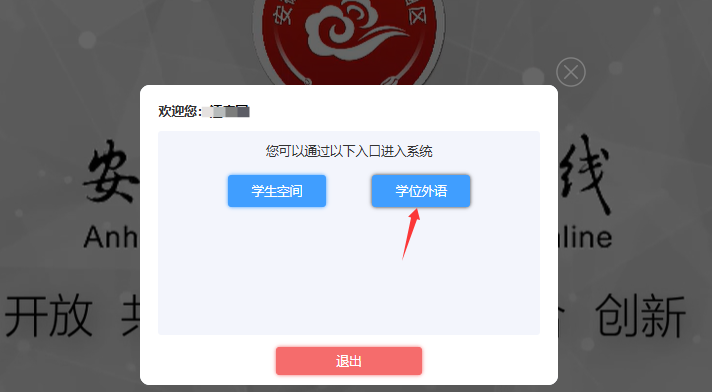 欢迎您:
您可以通过以下入口进入系统
学生空间
学位外语
安
线
Anh
nline
开放
创新
退出